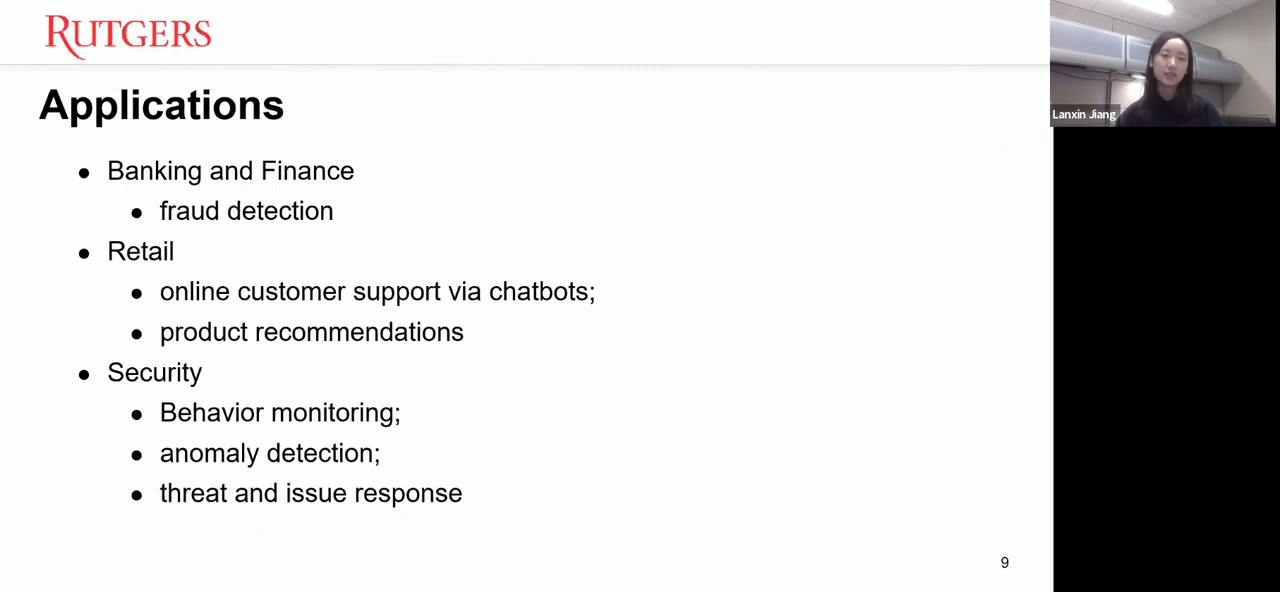 RUTGERS
Applications
Banking and Finance
fraud detection
Retail
online customer support via chatbots;
product recommendations
Security
Behavior monitoring;
anomaly detection;
threat and issue response
9
Lanxin Jiang